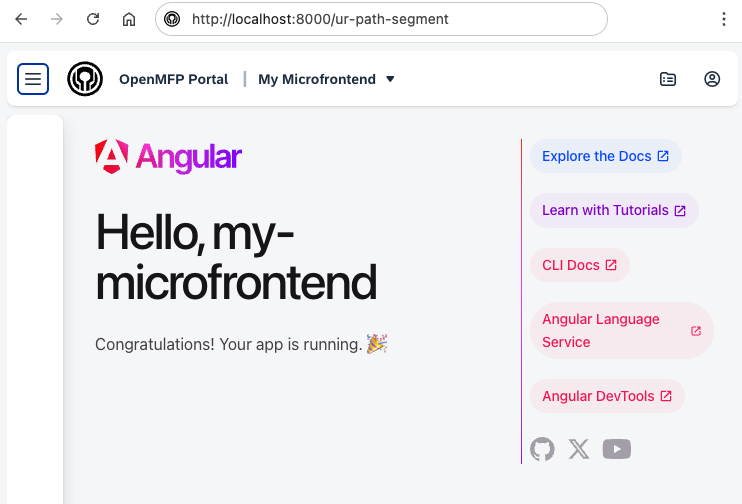 http://localhost:8000/ur-path-segment
OpenMFP Portal | My Microfrontend
Angular
Hello, my-
microfrontend
Congratulations! Your app is running. 🎉
Explore the Docs
Learn with Tutorials
CLI Docs
Angular Language
Service
Angular DevTools